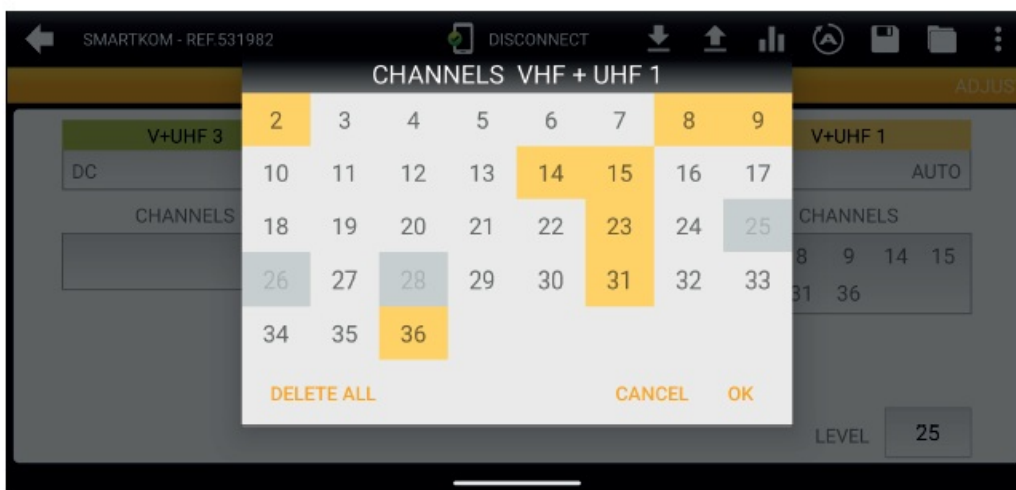 SMARTKOM - REF.531982 DISCONNECT
CHANNELS VHF + UHF 1
ADJUS
V+UHF 3
V+UHF 1
DC
AUTO
CHANNELS
CHANNELS
8 9 14 15
31 36
2 3 4 5 6 7 8 9
10 11 12 13 14 15 16 17
18 19 20 21 22 23 24 25
26 27 28 29 30 31 32 33
34 35 36
DELETE ALL CANCEL OK
LEVEL 25